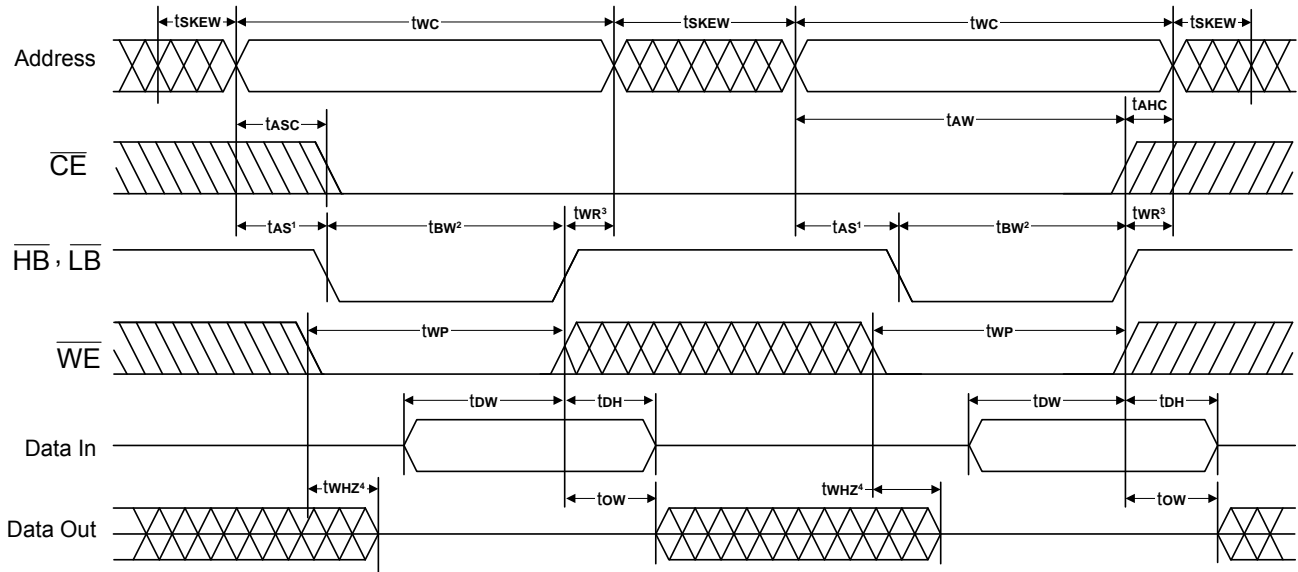 tSKEW tWC tSKEW tWC tSKEW
Address
tASC tAW tAHC
CE
tAS¹ tBW² tWR³ tAS¹ tBW² tWR³
HB , LB
tWP tWP
WE
tDW tDH tDW tDH
Data In
tWHZ⁴ tOW tWHZ⁴ tOW
Data Out